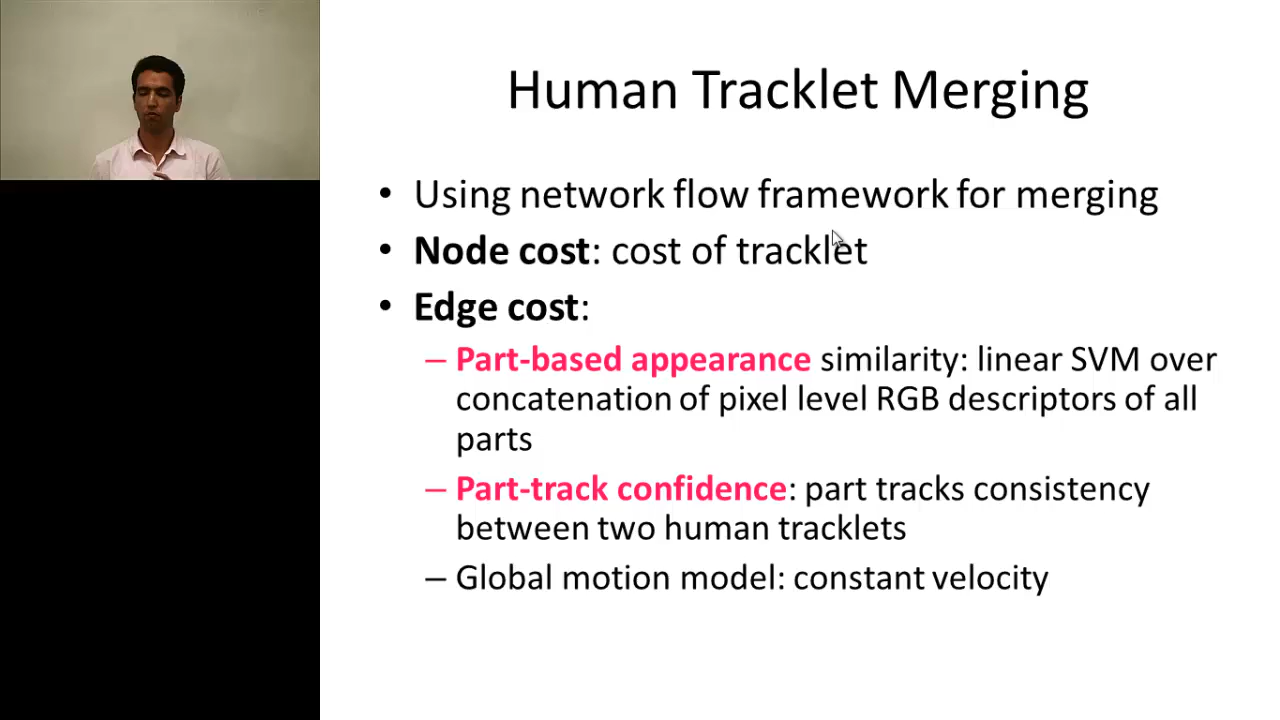 Human Tracklet Merging
• Using network flow framework for merging
• Node cost: cost of tracklet
• Edge cost:
– Part-based appearance similarity: linear SVM over
concatenation of pixel level RGB descriptors of all
parts
– Part-track confidence: part tracks consistency
between two human tracklets
– Global motion model: constant velocity